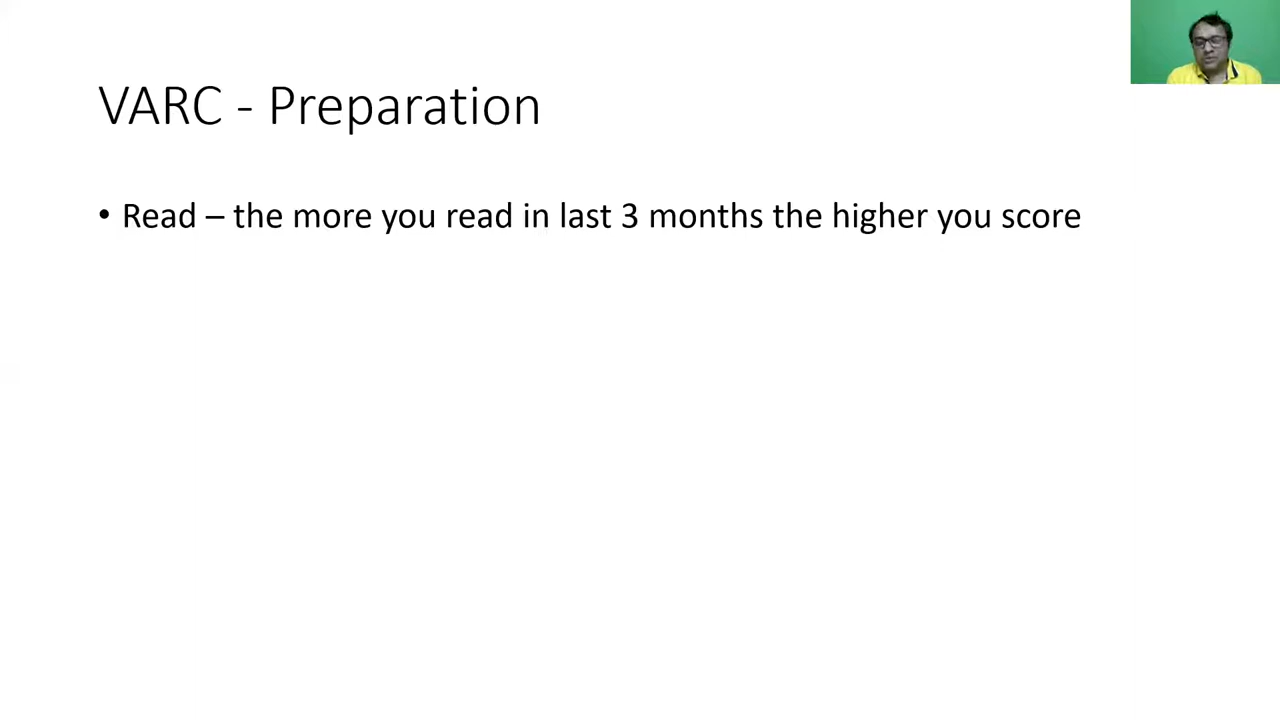 VARC - Preparation
• Read – the more you read in last 3 months the higher you score